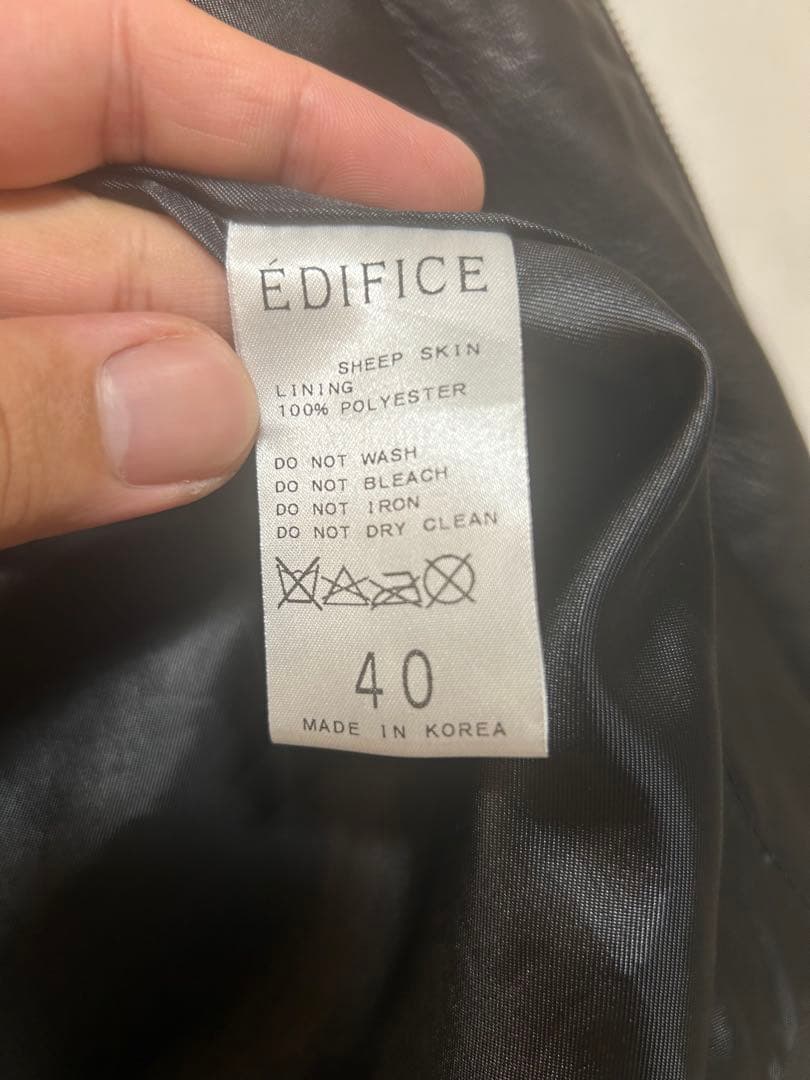 ÉDIFICE
SHEEP SKIN
LINING
100% POLYESTER
DO NOT WASH
DO NOT BLEACH
DO NOT IRON
DO NOT DRY CLEAN
40
MADE IN KOREA